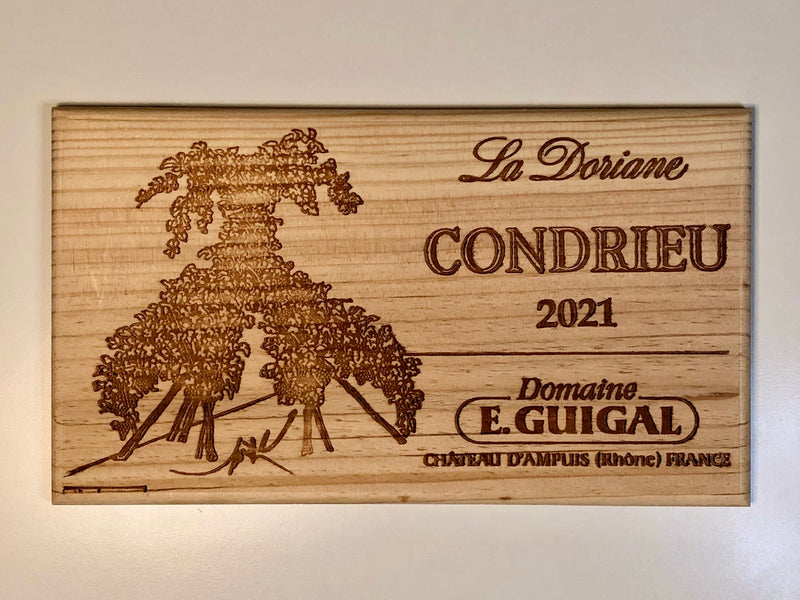 La Doriane
CONDRIEU
2021
Domaine
E. GUIGAL
CHÂTEAU D'AMPUIS (Rhône) FRANCE